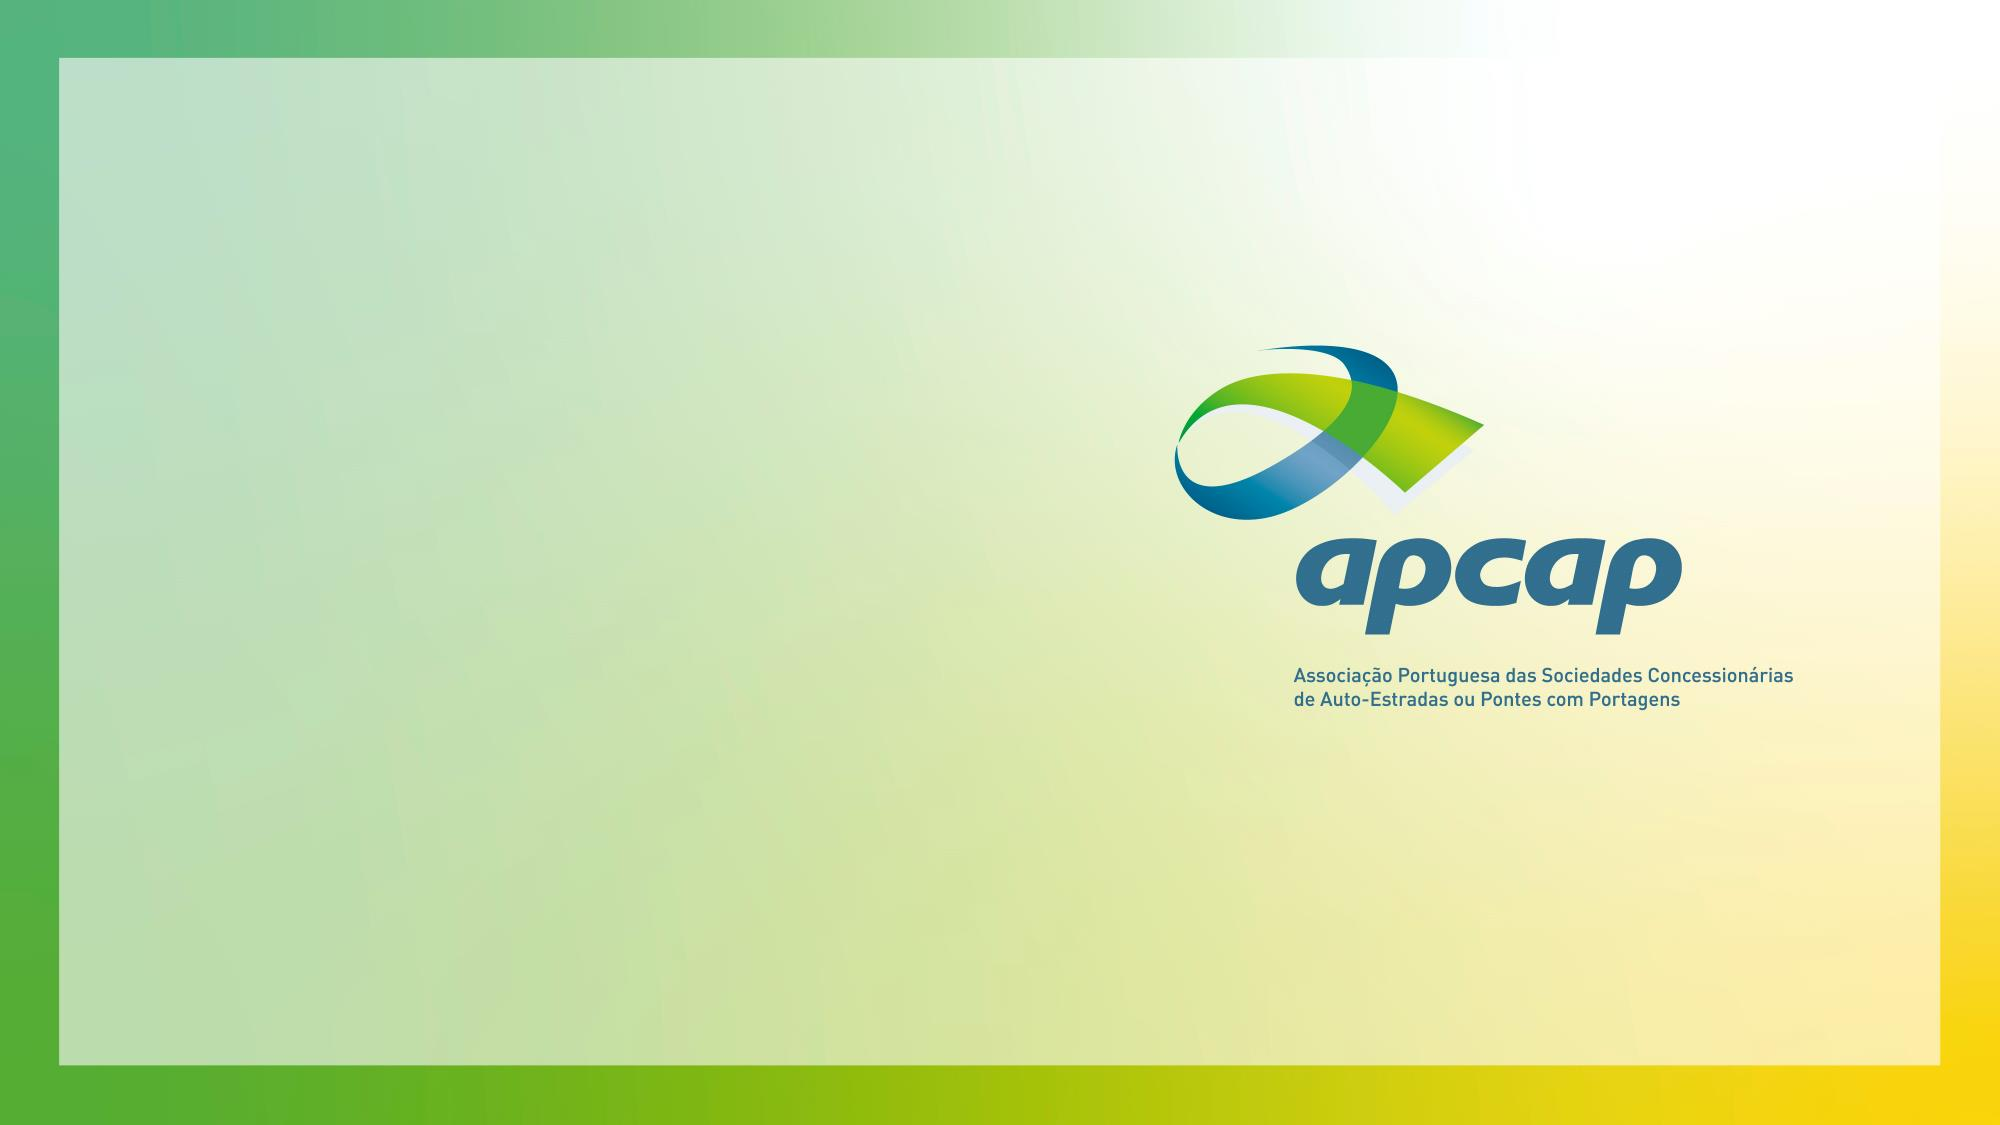 apcap
Associação Portuguesa das Sociedades Concessionárias
de Auto-Estradas ou Pontes com Portagens